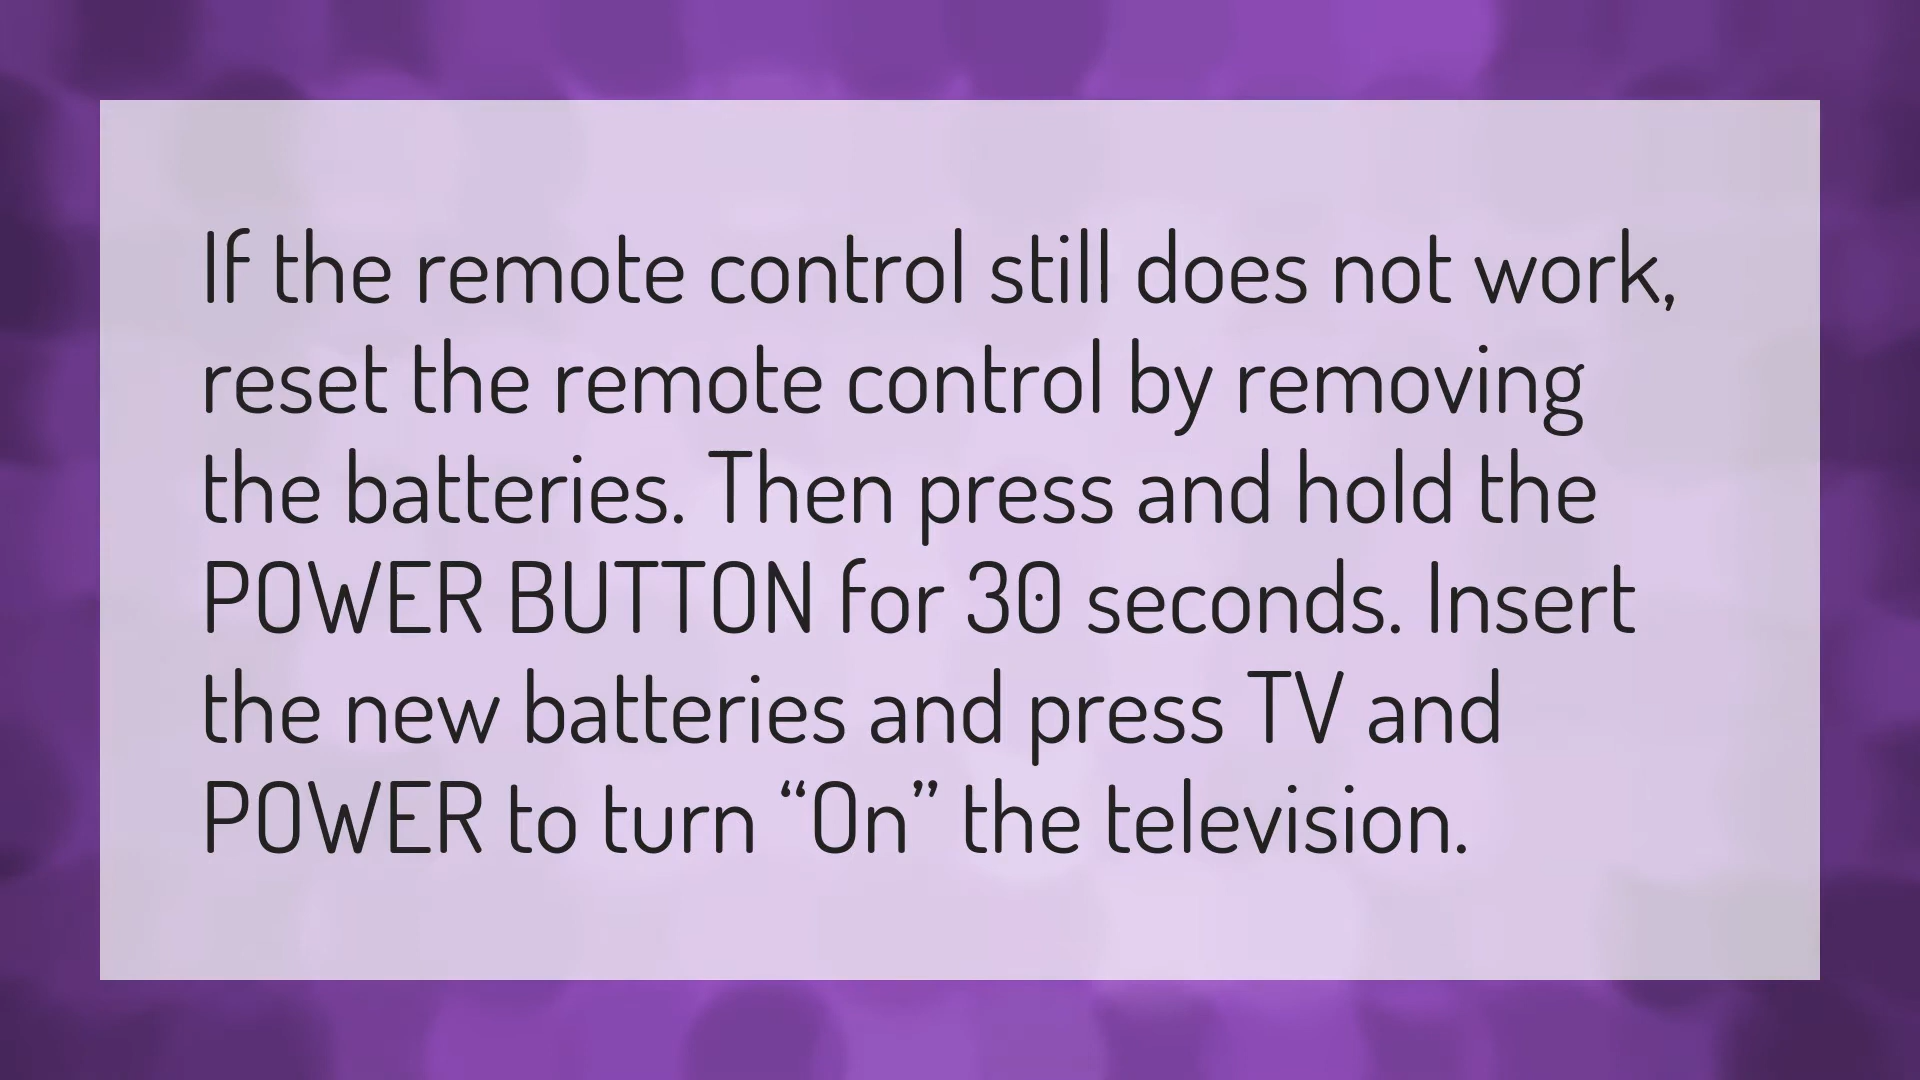 If the remote control still does not work,
reset the remote control by removing
the batteries. Then press and hold the
POWER BUTTON for 30 seconds. Insert
the new batteries and press TV and
POWER to turn “On” the television.